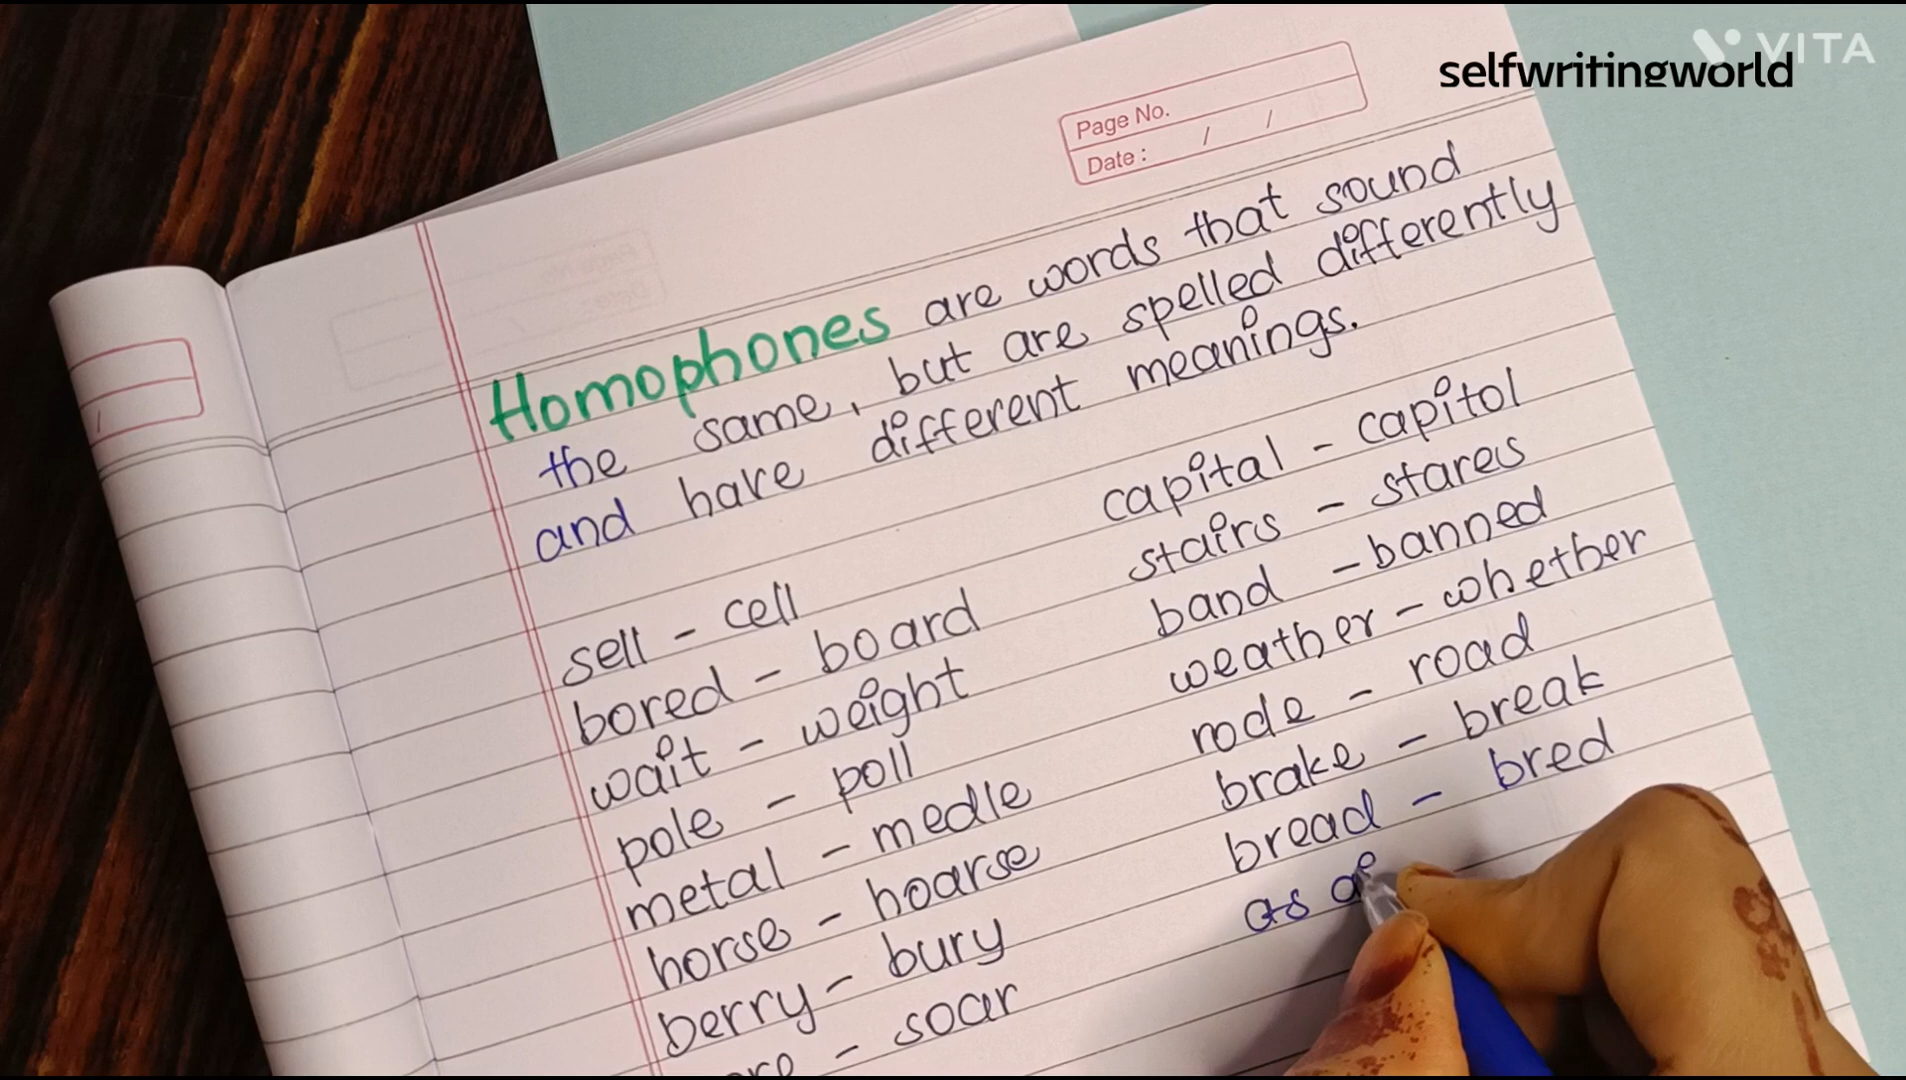 VITA
selfwritingworld
Page No.
Date : / /
Homophones are words that sound
the same, but are spelled differently
and have different meanings.
sell - cell
bored - board
wait - weight
pole - poll
metal - medle
horse - hoarse
berry - bury
- soar
capital - capitol
stairs - stares
band - banned
weather - whether
rode - road
brake - break
bread - bred
as